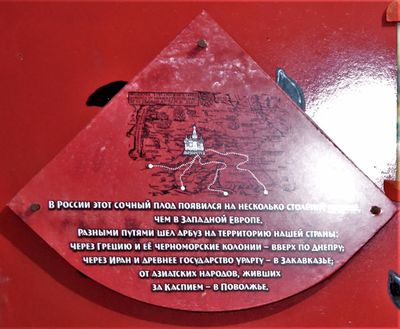 В России этот сочный плод появился на несколько столетий
чем в Западной Европе.
Разными путями шел арбуз на территорию нашей страны:
через Грецию и её черноморские колонии – вверх по Днепру;
через Иран и древнее государство Урарту – в Закавказье;
от азиатских народов, живших
за Каспием – в Поволжье.